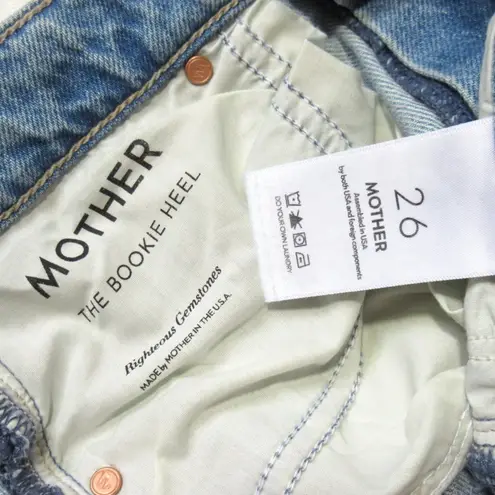 MOTHER
THE BOOKIE HEEL
Righteous Gemstones
MADE by MOTHER IN THE U.S.A.
26
MOTHER
Assembled in USA
by both USA and foreign components
DO YOUR OWN LAUNDRY